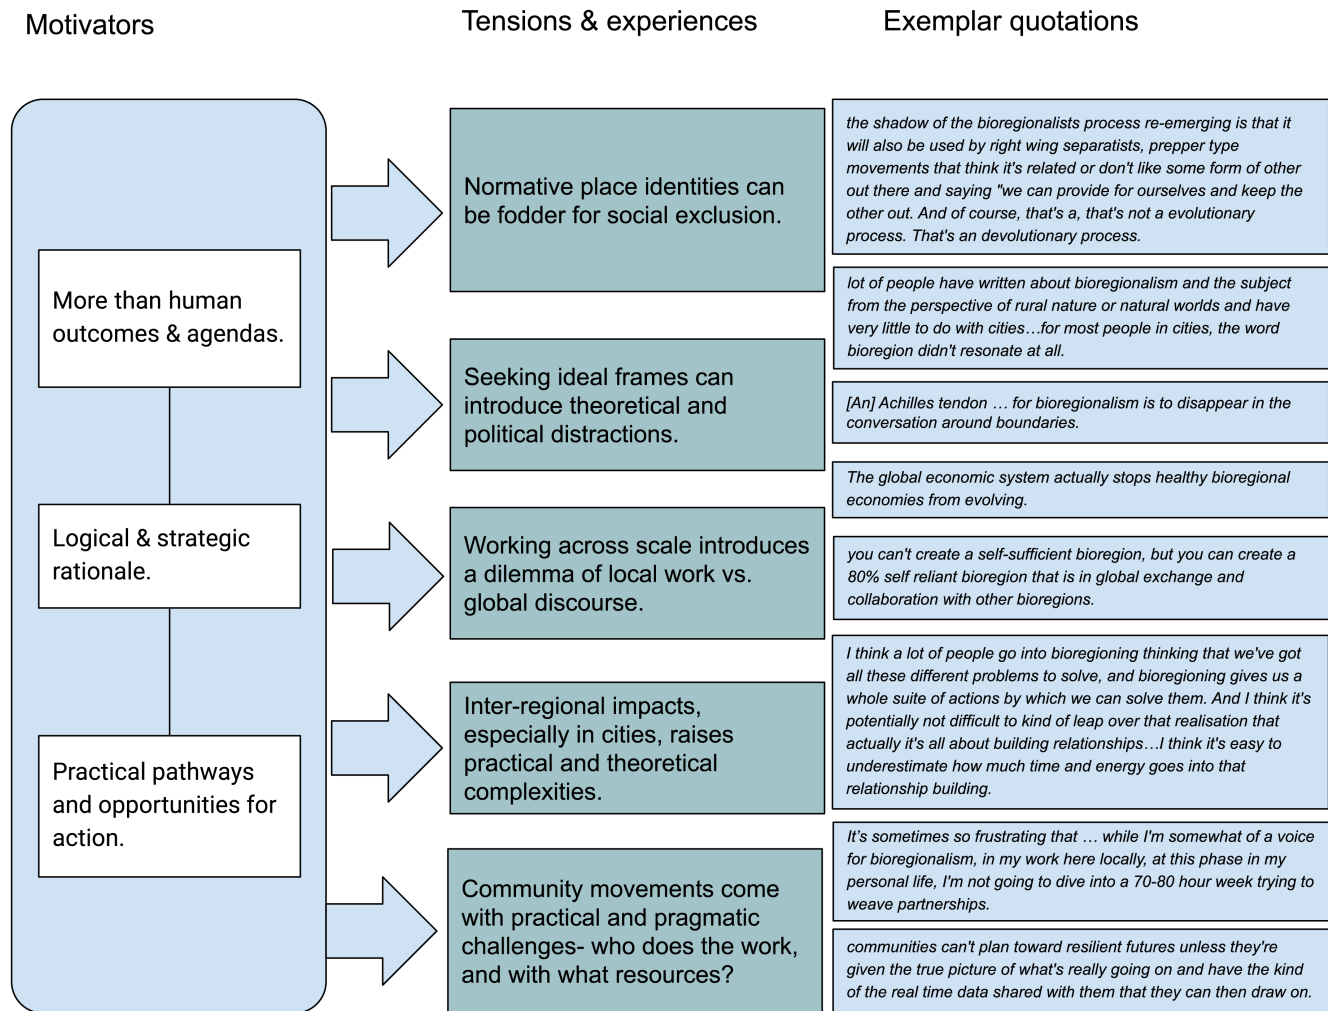 Motivators
Tensions & experiences
Exemplar quotations
More than human
outcomes & agendas.
Logical & strategic
rationale.
Practical pathways
and opportunities for
action.
Normative place identities can
be fodder for social exclusion.
Seeking ideal frames can
introduce theoretical and
political distractions.
Working across scale introduces
a dilemma of local work vs.
global discourse.
Inter-regional impacts,
especially in cities, raises
practical and theoretical
complexities.
Community movements come
with practical and pragmatic
challenges- who does the work,
and with what resources?
the shadow of the bioregionalists process re-emerging is that it
will also be used by right wing separatists, prepper type
movements that think it's related or don't like some form of other
out there and saying "we can provide for ourselves and keep the
other out. And of course, that's a, that's not a evolutionary
process. That's an devolutionary process.
lot of people have written about bioregionalism and the subject
from the perspective of rural nature or natural worlds and have
very little to do with cities…for most people in cities, the word
bioregion didn't resonate at all.
[An] Achilles tendon … for bioregionalism is to disappear in the
conversation around boundaries.
The global economic system actually stops healthy bioregional
economies from evolving.
you can't create a self-sufficient bioregion, but you can create a
80% self reliant bioregion that is in global exchange and
collaboration with other bioregions.
I think a lot of people go into bioregioning thinking that we've got
all these different problems to solve, and bioregioning gives us a
whole suite of actions by which we can solve them. And I think it's
potentially not difficult to kind of leap over that realisation that
actually it's all about building relationships…I think it's easy to
underestimate how much time and energy goes into that
relationship building.
It's sometimes so frustrating that … while I'm somewhat of a voice
for bioregionalism, in my work here locally, at this phase in my
personal life, I'm not going to dive into a 70-80 hour week trying to
weave partnerships.
communities can't plan toward resilient futures unless they're
given the true picture of what's really going on and have the kind
of the real time data shared with them that they can then draw on.